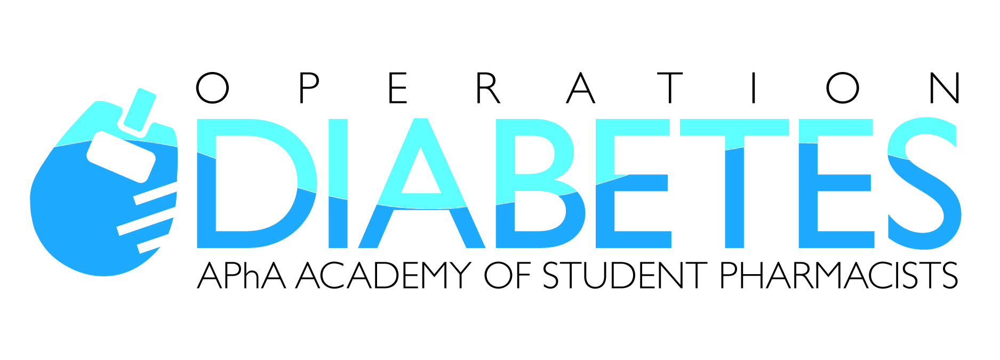 OPERATION
DIABETES
APhA ACADEMY OF STUDENT PHARMACISTS